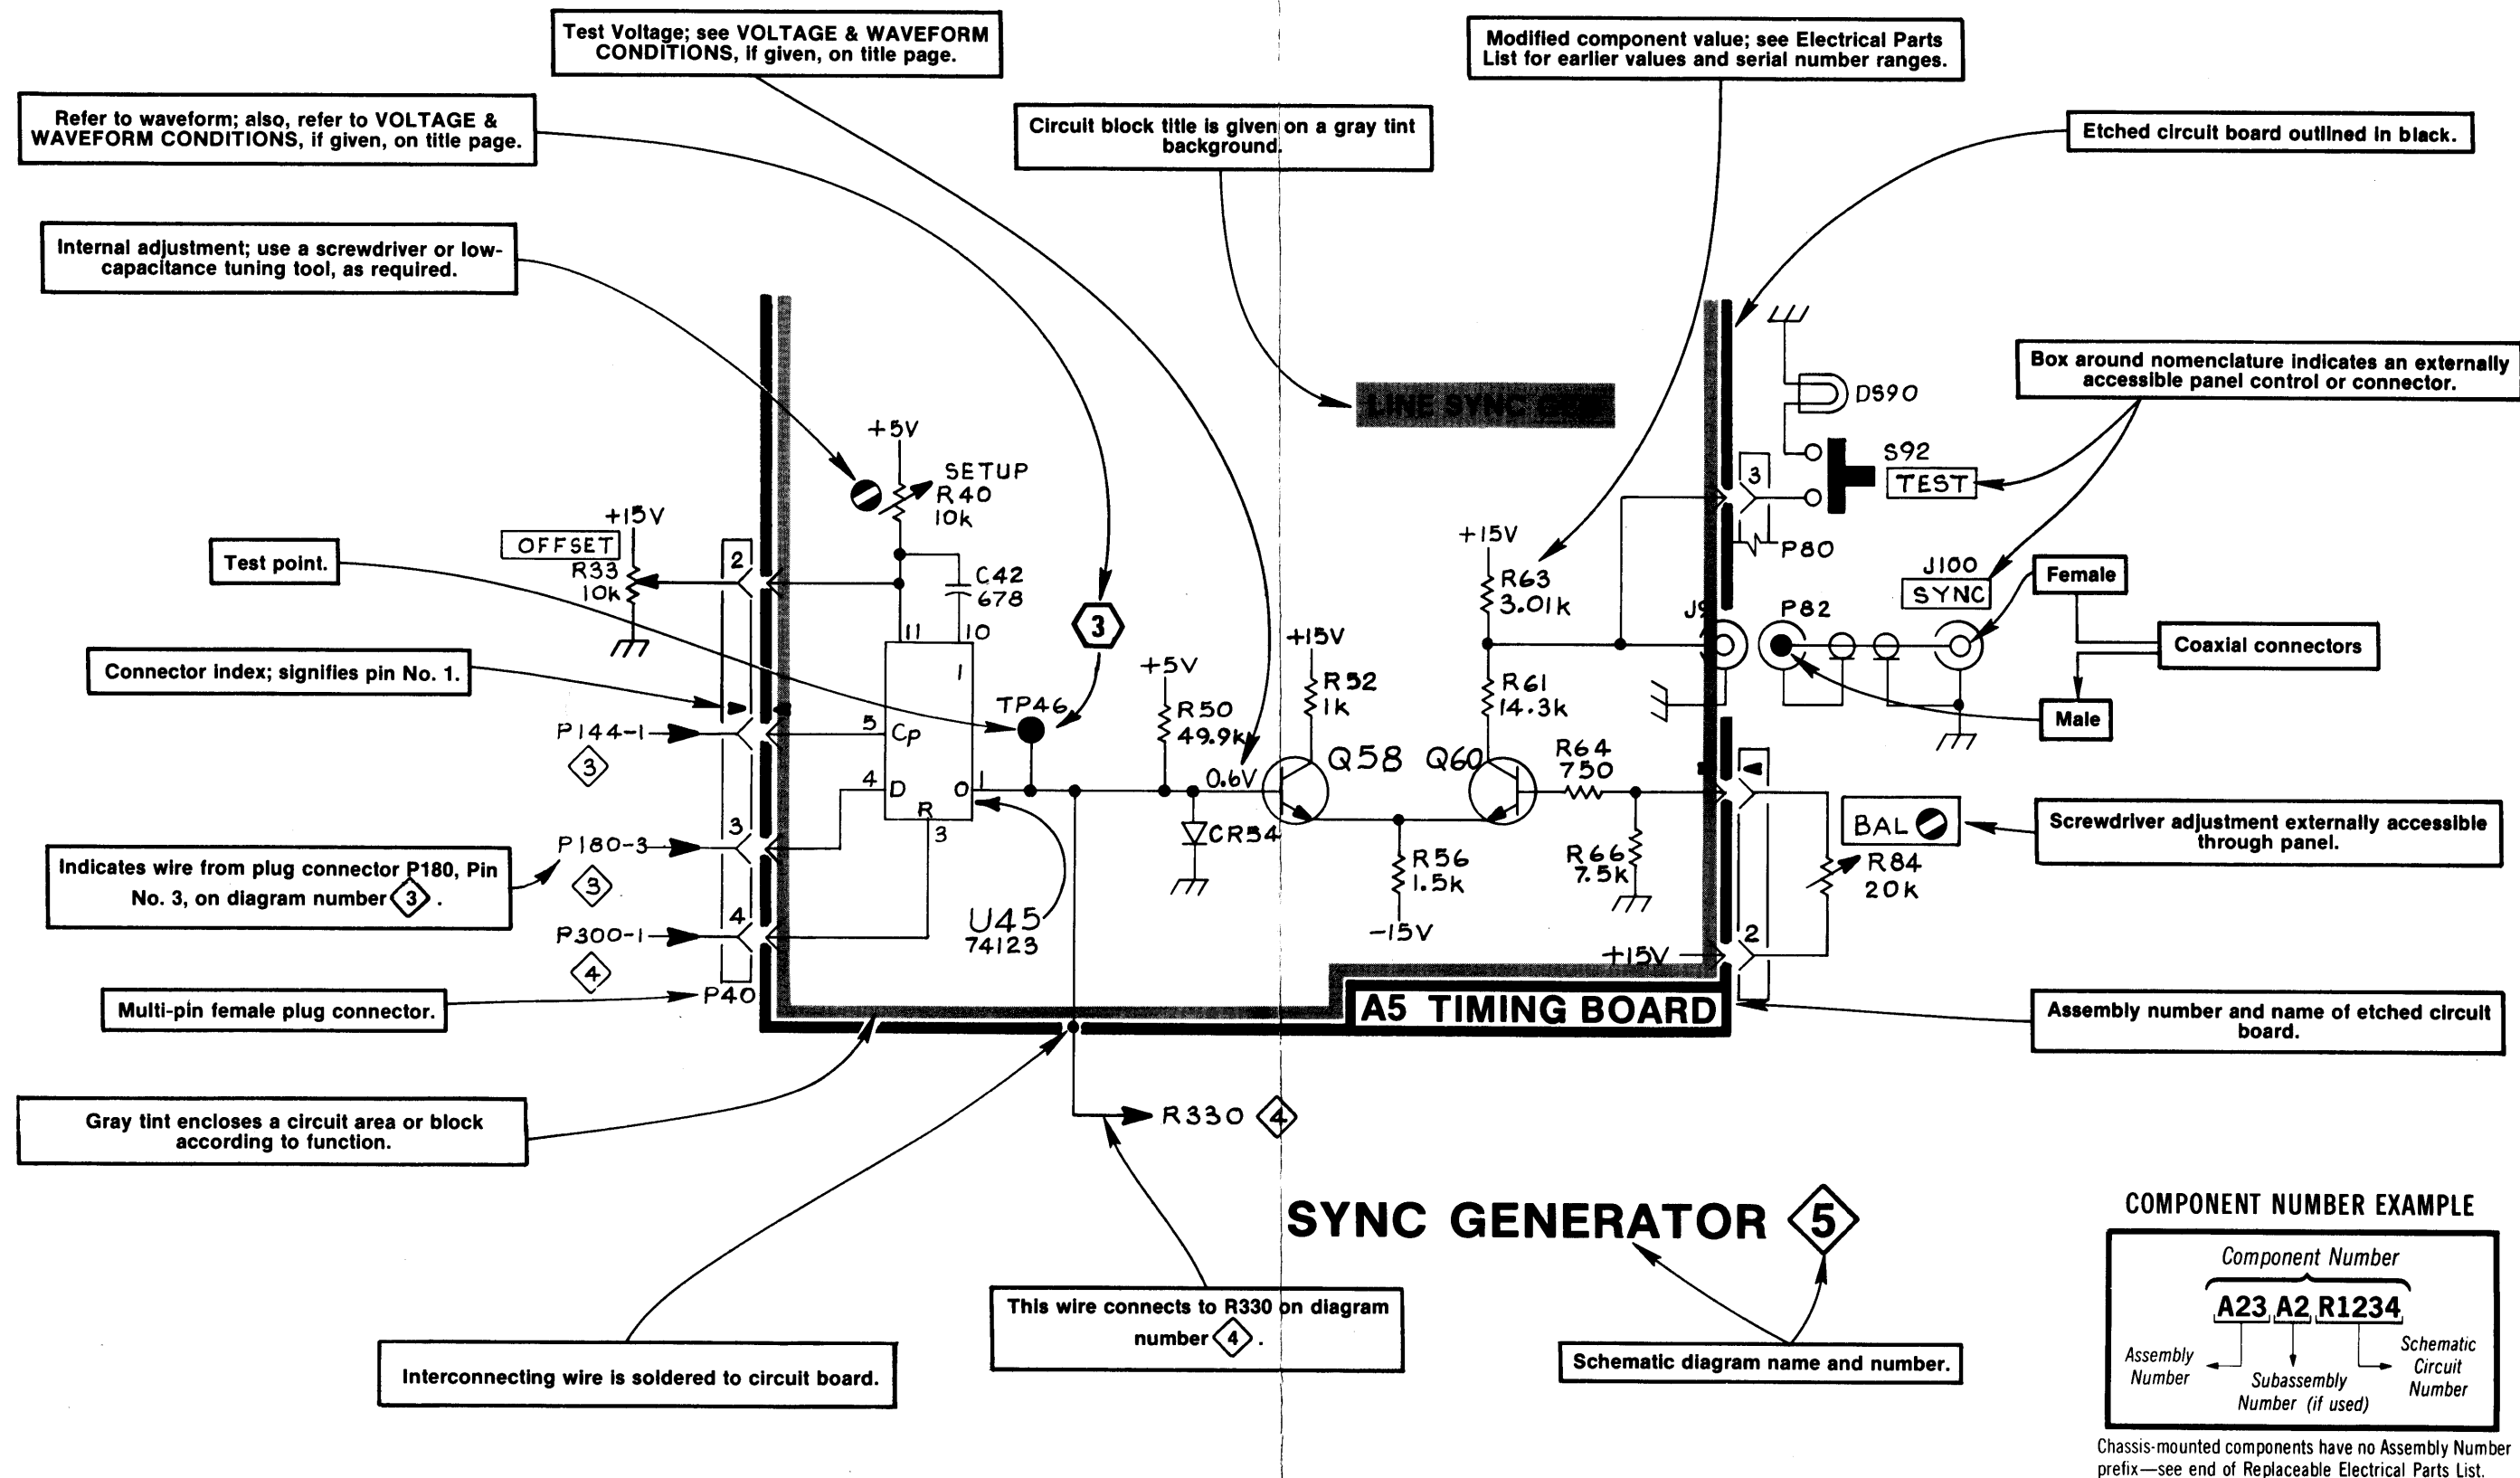 Test Voltage; see VOLTAGE & WAVEFORM
CONDITIONS, if given, on title page.
Modified component value; see Electrical Parts
List for earlier values and serial number ranges.
Refer to waveform; also, refer to VOLTAGE &
WAVEFORM CONDITIONS, if given, on title page.
Circuit block title is given on a gray tint
background.
Etched circuit board outlined in black.
Internal adjustment; use a screwdriver or low-
capacitance tuning tool, as required.
Box around nomenclature indicates an externally
accessible panel control or connector.
LINE SYNC
DS90
+5V
SETUP
R40
10k
S92
TEST
3
P80
+15V
OFFSET
R33
10k
2
Test point.
C42
678
11
10
3
+15V
R63
3.01k
J100
SYNC
Female
P82
Coaxial connectors
Male
Connector index; signifies pin No. 1.
1
TP46
+5V
R50
49.9k
+15V
R52
1k
R61
14.3k
P144-1
3
5
Cp
4
D
O
1
R
3
0.6V
Q58
Q60
R64
750
CR54
R56
1.5k
-15V
R66
7.5k
BAL
R84
20k
Screwdriver adjustment externally accessible
through panel.
P180-3
3
3
Indicates wire from plug connector P180, Pin
No. 3, on diagram number 3 .
P300-1
4
4
U45
74123
+15V
2
Multi-pin female plug connector.
P40
A5 TIMING BOARD
Assembly number and name of etched circuit
board.
Gray tint encloses a circuit area or block
according to function.
R330 4
SYNC GENERATOR 5
This wire connects to R330 on diagram
number 4 .
Interconnecting wire is soldered to circuit board.
Schematic diagram name and number.
COMPONENT NUMBER EXAMPLE
Component Number
A23 A2 R1234
Assembly
Number
Subassembly
Number (if used)
Schematic
Circuit
Number
Chassis-mounted components have no Assembly Number
prefix—see end of Replaceable Electrical Parts List.